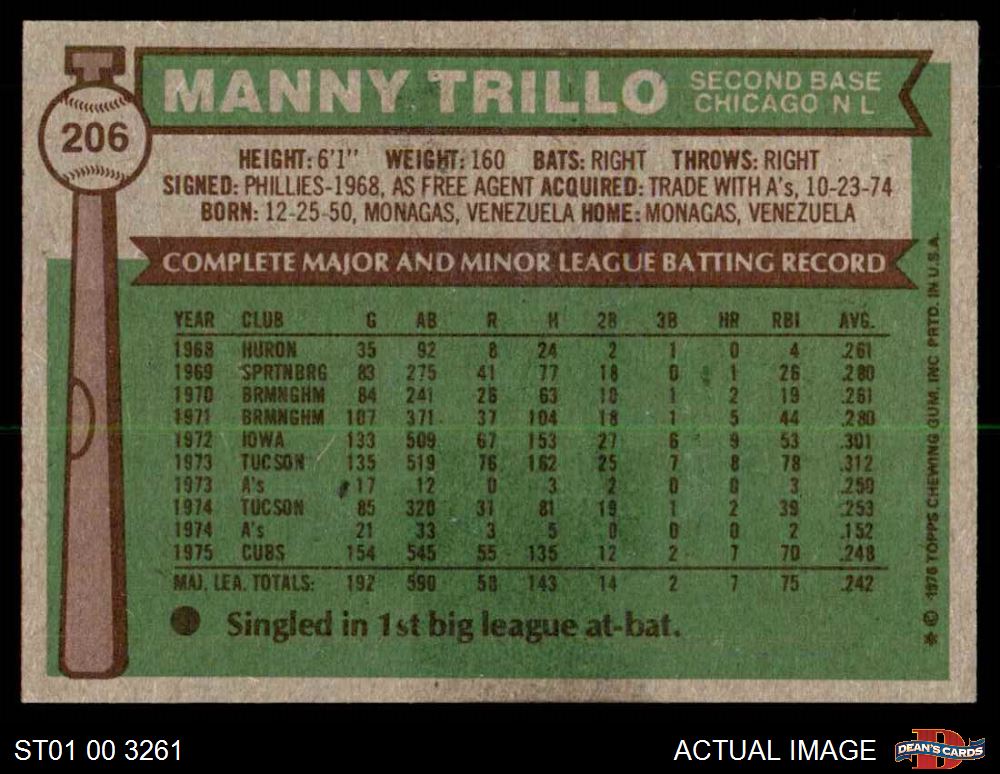 MANNY TRILLO
SECOND BASE
CHICAGO N L
206
HEIGHT: 6'1" WEIGHT: 160 BATS: RIGHT THROWS: RIGHT
SIGNED: PHILLIES-1968, AS FREE AGENT ACQUIRED: TRADE WITH A's, 10-23-74
BORN: 12-25-50, MONAGAS, VENEZUELA HOME: MONAGAS, VENEZUELA
COMPLETE MAJOR AND MINOR LEAGUE BATTING RECORD
YEAR CLUB G AB R H 2B 3B HR RBI AVG.
1968 HURON 35 92 8 24 2 1 0 4 .261
1969 SPRTNBRG 83 275 41 77 18 0 1 26 .280
1970 BRMNGHM 84 241 26 63 10 1 2 19 .261
1971 BRMNGHM 107 371 37 104 18 1 5 44 .280
1972 IOWA 133 509 67 153 27 6 9 53 .301
1973 TUCSON 135 519 76 162 25 7 8 78 .312
1973 A's 17 12 0 3 2 0 0 3 .250
1974 TUCSON 85 320 37 81 19 1 2 39 .253
1974 A's 21 33 3 5 0 0 0 2 .152
1975 CUBS 154 545 55 135 12 2 7 70 .248
MAJ. LEA. TOTALS: 192 590 58 143 14 2 7 75 .242
Singled in 1st big league at-bat.
* © 1976 TOPPS CHEWING GUM, INC PRTD. IN U.S.A.
ST01 00 3261
ACTUAL IMAGE
D
DEAN'S CARDS